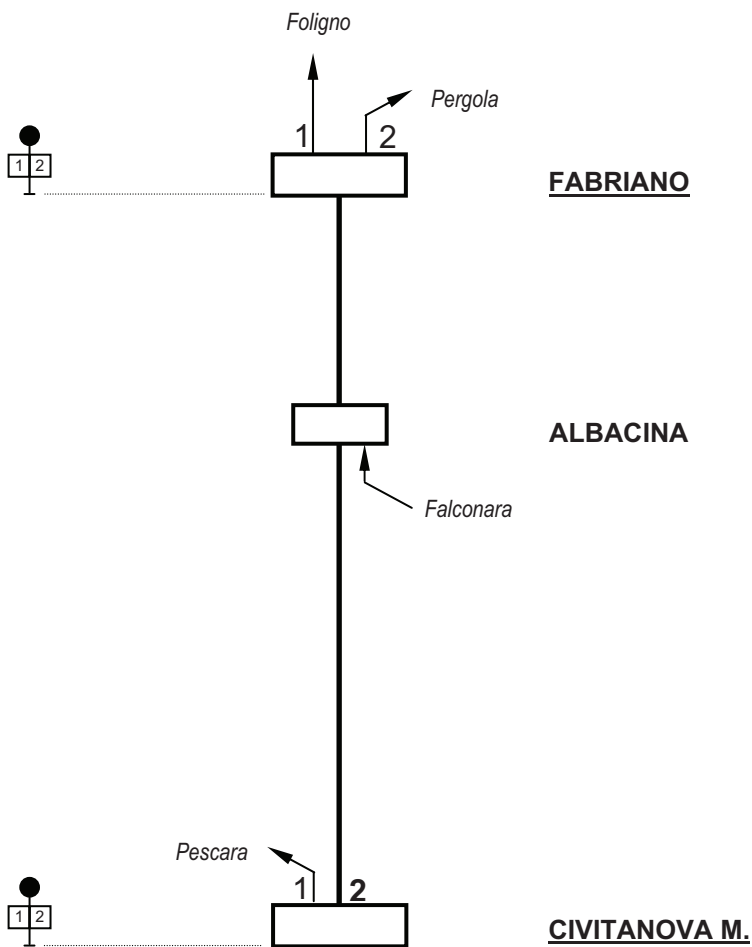 Foligno
Pergola
1 2
1 2
FABRIANO
ALBACINA
Falconara
Pescara
1 2
1 2
CIVITANOVA M.